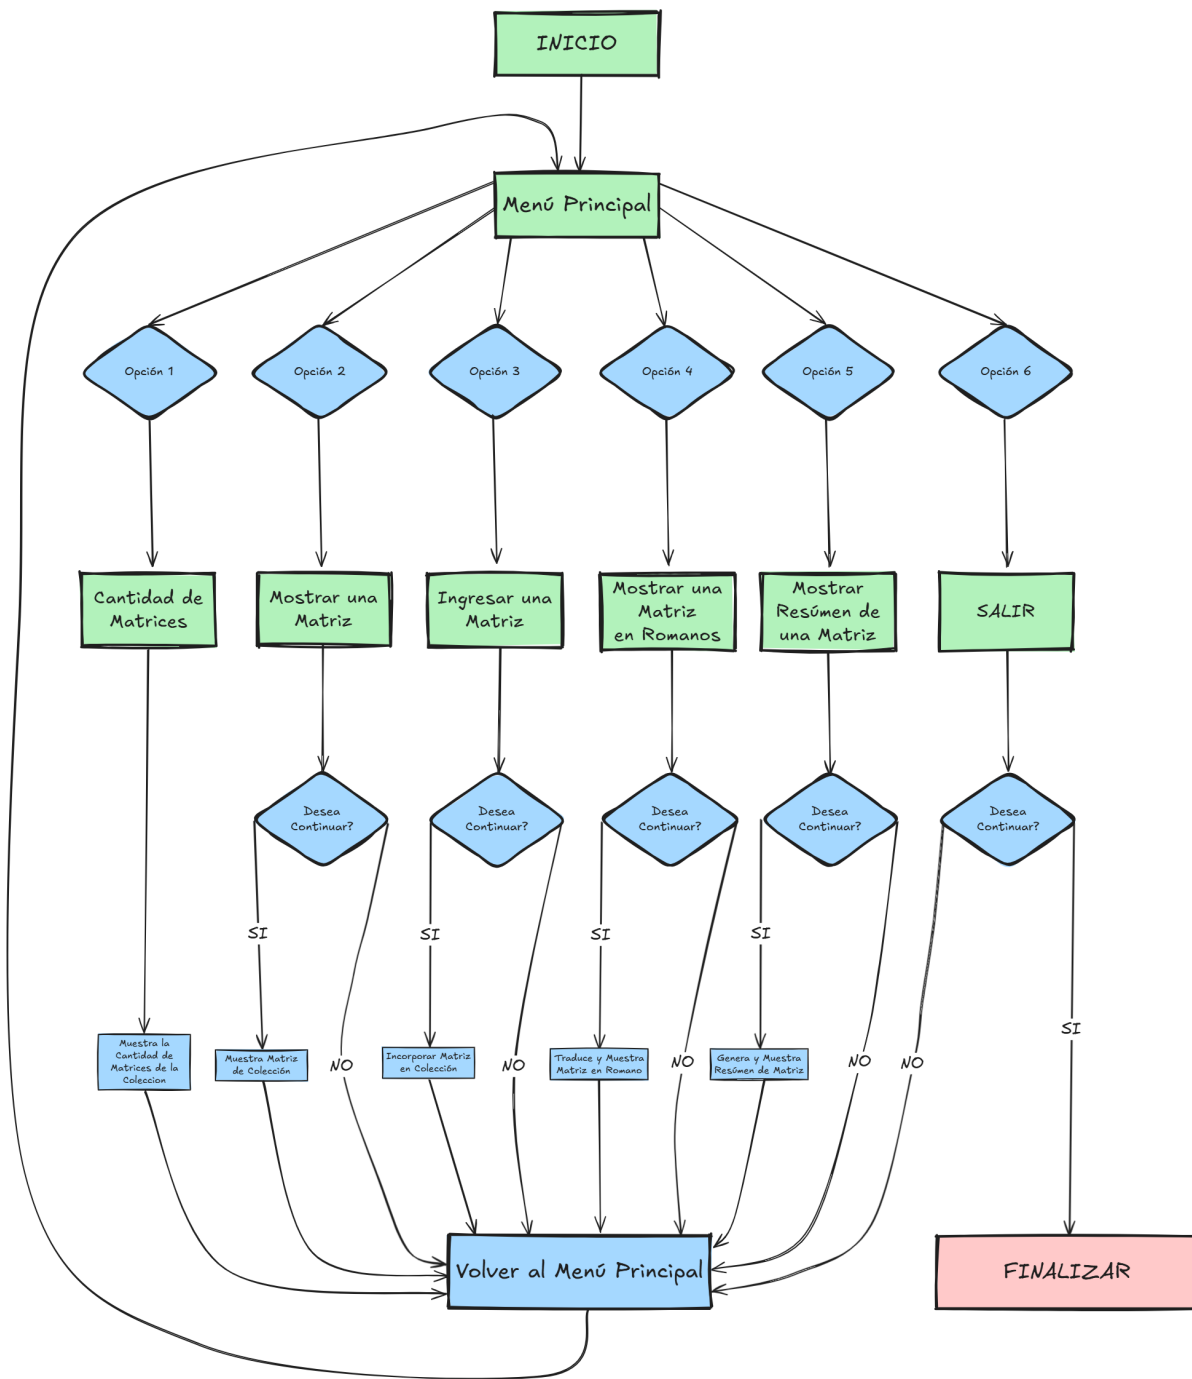 INICIO
Menú Principal
Opción 1
Opción 2
Opción 3
Opción 4
Opción 5
Opción 6
Cantidad de
Matrices
Mostrar una
Matriz
Ingresar una
Matriz
Mostrar una
Matriz
en Romanos
Mostrar
Resúmen de
una Matriz
SALIR
Desea
Continuar?
Desea
Continuar?
Desea
Continuar?
Desea
Continuar?
Desea
Continuar?
SI
SI
SI
SI
SI
Muestra la
Cantidad de
Matrices de la
Coleccion
Muestra Matriz
de Colección
NO
Incorporar Matriz
en Colección
NO
Traduce y Muestra
Matriz en Romano
NO
Genera y Muestra
Resúmen de Matriz
NO
NO
Volver al Menú Principal
FINALIZAR